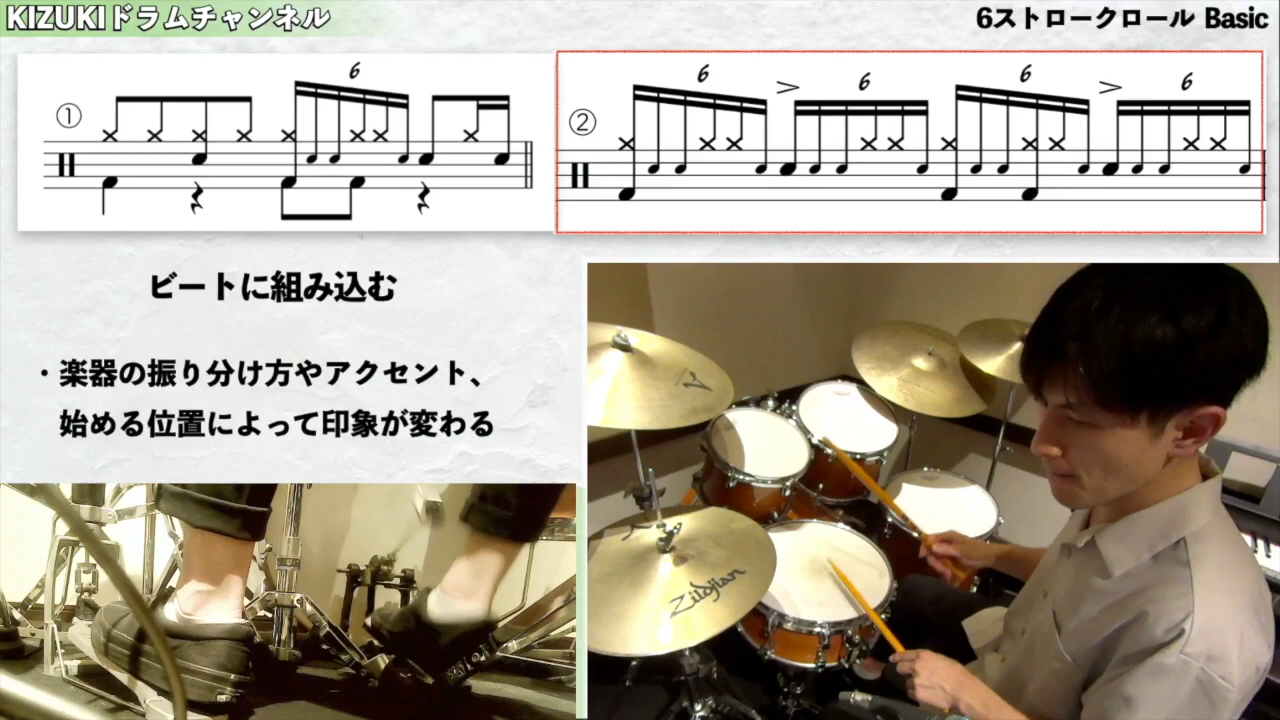 KIZUKIドラムチャンネル
6ストロークロール Basic
①
6
②
6
6
6
6
ビートに組み込む
・楽器の振り分け方やアクセント、
始める位置によって印象が変わる
Zildjian